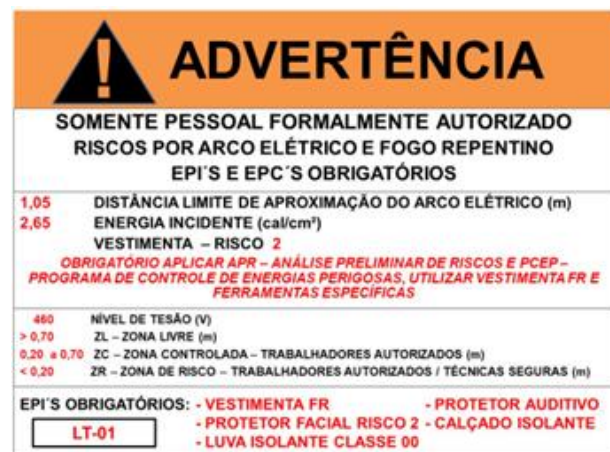 ADVERTÊNCIA
SOMENTE PESSOAL FORMALMENTE AUTORIZADO
RISCOS POR ARCO ELÉTRICO E FOGO REPENTINO
EPI´S E EPC´S OBRIGATÓRIOS
1,05 DISTÂNCIA LIMITE DE APROXIMAÇÃO DO ARCO ELÉTRICO (m)
2,65 ENERGIA INCIDENTE (cal/cm²)
VESTIMENTA – RISCO 2
OBRIGATÓRIO APLICAR APR – ANÁLISE PRELIMINAR DE RISCOS E PCEP –
PROGRAMA DE CONTROLE DE ENERGIAS PERIGOSAS, UTILIZAR VESTIMENTA FR E
FERRAMENTAS ESPECÍFICAS
460 NÍVEL DE TESÃO (V)
> 0,70 ZL – ZONA LIVRE (m)
0,20 a 0,70 ZC – ZONA CONTROLADA – TRABALHADORES AUTORIZADOS (m)
< 0,20 ZR – ZONA DE RISCO – TRABALHADORES AUTORIZADOS / TÉCNICAS SEGURAS (m)
EPI´S OBRIGATÓRIOS: - VESTIMENTA FR - PROTETOR AUDITIVO
- PROTETOR FACIAL RISCO 2 - CALÇADO ISOLANTE
LT-01
- LUVA ISOLANTE CLASSE 00